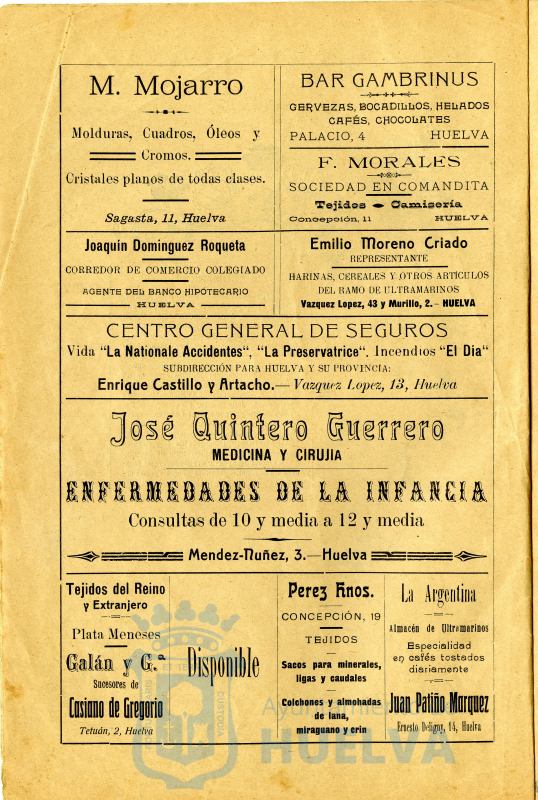 M. Mojarro
Molduras, Cuadros, Óleos y
Cromos.
Cristales planos de todas clases.
Sagasta, 11, Huelva
BAR GAMBRINUS
CERVEZAS, BOCADILLOS, HELADOS
CAFÉS, CHOCOLATES
PALACIO, 4 HUELVA
F. MORALES
SOCIEDAD EN COMANDITA
Tejidos - Camisería
Concepción, 11 HUELVA
Joaquín Dominguez Roqueta
CORREDOR DE COMERCIO COLEGIADO
AGENTE DEL BANCO HIPOTECARIO
HUELVA
Emilio Moreno Criado
REPRESENTANTE
HARINAS, CEREALES Y OTROS ARTÍCULOS
DEL RAMO DE ULTRAMARINOS
Vazquez Lopez, 43 y Murillo, 2.- HUELVA
CENTRO GENERAL DE SEGUROS
Vida "La Nationale Accidentes", "La Preservatrice". Incendios "El Dia"
SUBDIRECCIÓN PARA HUELVA Y SU PROVINCIA:
Enrique Castillo y Artacho.—Vazquez Lopez, 13, Huelva
José Quintero Guerrero
MEDICINA Y CIRUJIA
ENFERMEDADES DE LA INFANCIA
Consultas de 10 y media a 12 y media
Mendez-Nuñez, 3.—Huelva
Tejidos del Reino
y Extranjero
Plata Meneses
Galán y C.ª
Sucesores de
Casiano de Gregorio
Tetuán, 2, Huelva
Disponible
Perez Hnos.
CONCEPCIÓN, 19
TEJIDOS
Sacos para minerales,
ligas y caudales
Colchones y almohadas
de lana,
miraguano y crin
La Argentina
Almacén de Ultramarinos
Especialidad
en cafés tostados
diariamente
Juan Patiño Marquez
Ernesto Deligny, 14, Huelva
HUELVA